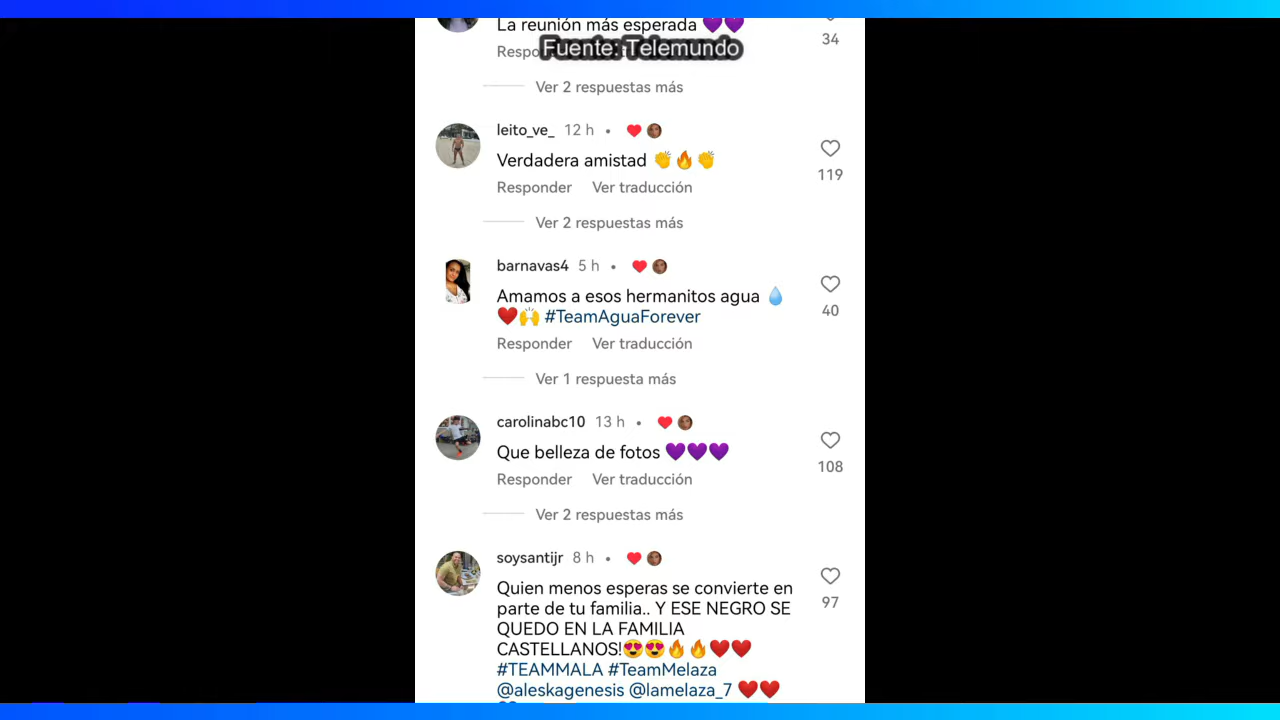 La reunión más esperada 💜💜
34
Fuente: Telemundo
Respo
Ver 2 respuestas más
leito_ve_ 12 h •
Verdadera amistad 👏🔥👏
119
Responder Ver traducción
Ver 2 respuestas más
barnavas4 5 h •
Amamos a esos hermanitos agua 💧
❤️🙌 #TeamAguaForever
40
Responder Ver traducción
Ver 1 respuesta más
carolinabc10 13 h •
Que belleza de fotos 💜💜💜
108
Responder Ver traducción
Ver 2 respuestas más
soysantijr 8 h •
Quien menos esperas se convierte en
parte de tu familia.. Y ESE NEGRO SE
97
QUEDO EN LA FAMILIA
CASTELLANOS!😍😍🔥🔥❤️❤️
#TEAMMALA #TeamMelaza
@aleskagenesis @lamelaza_7 ❤️❤️